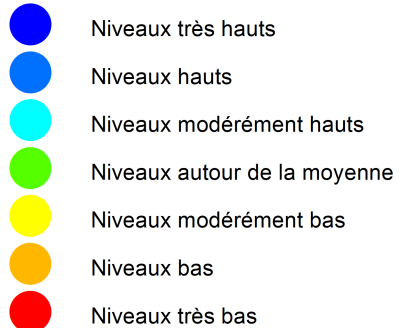 Niveaux très hauts
Niveaux hauts
Niveaux modérément hauts
Niveaux autour de la moyenne
Niveaux modérément bas
Niveaux bas
Niveaux très bas